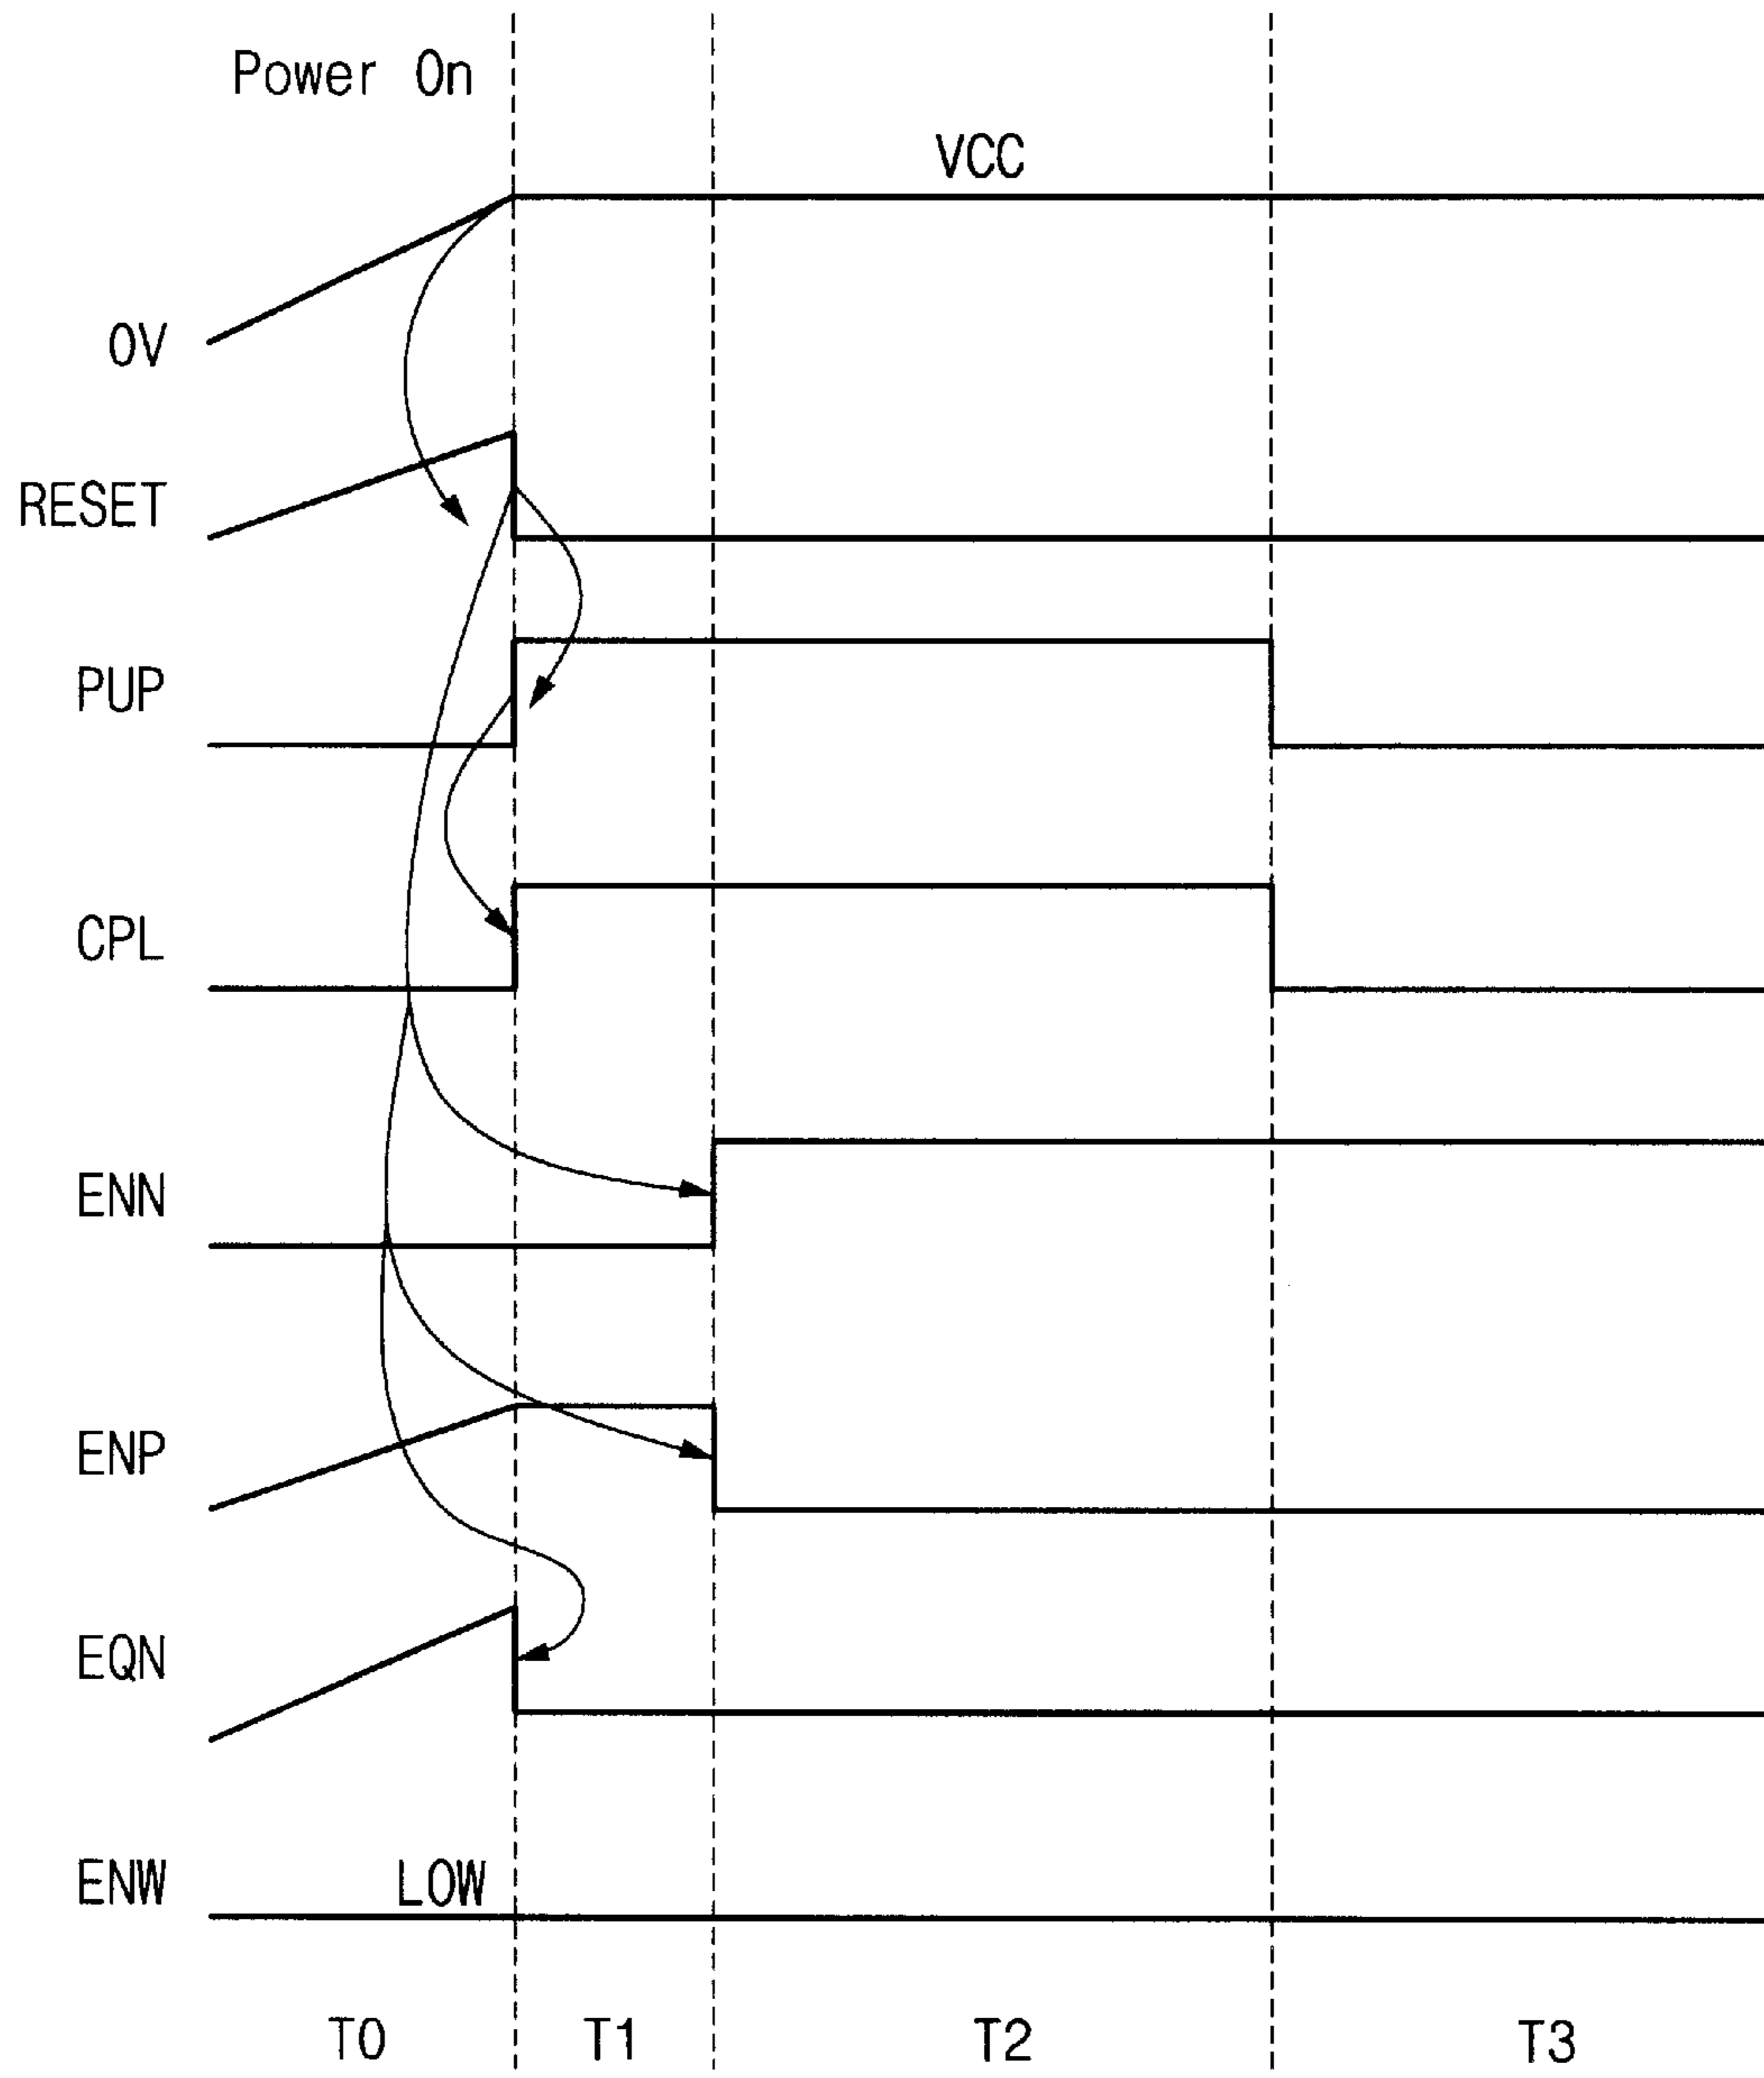 Power On
VCC
0V
RESET
PUP
CPL
ENN
ENP
EQN
ENW LOW
T0 T1 T2 T3